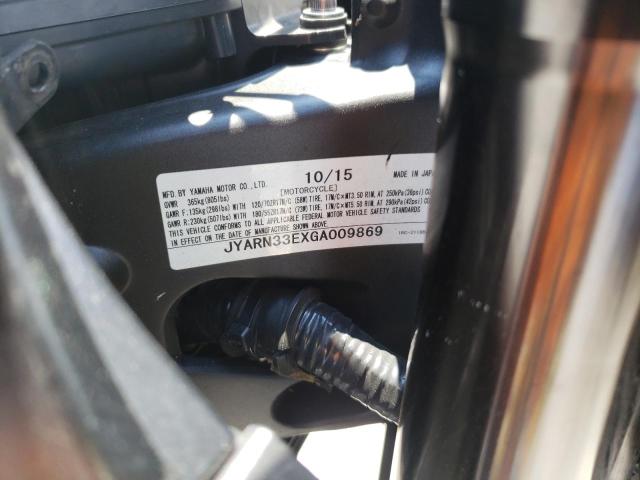 MFD. BY YAMAHA MOTOR CO., LTD. 10/15 MADE IN JAPA
GVWR 365kg(805lbs) [MOTORCYCLE]
GAWR F:135kg(298lbs)WITH 120/70ZR17M/C (58W)TIRE, 17M/C×MT3.50 RIM, AT 250kPa(36psi)CO
GAWR R:230kg(507lbs)WITH 180/55ZR17M/C (73W)TIRE, 17M/C×MT5.50 RIM, AT 290kPa(42psi)CO
THIS VEHICLE CONFORMS TO ALL APPLICABLE FEDERAL MOTOR VEHICLE SAFETY STANDARDS
IN EFFECT ON THE DATE OF MANUFACTURE SHOWN ABOVE.
JYARN33EXGA009869